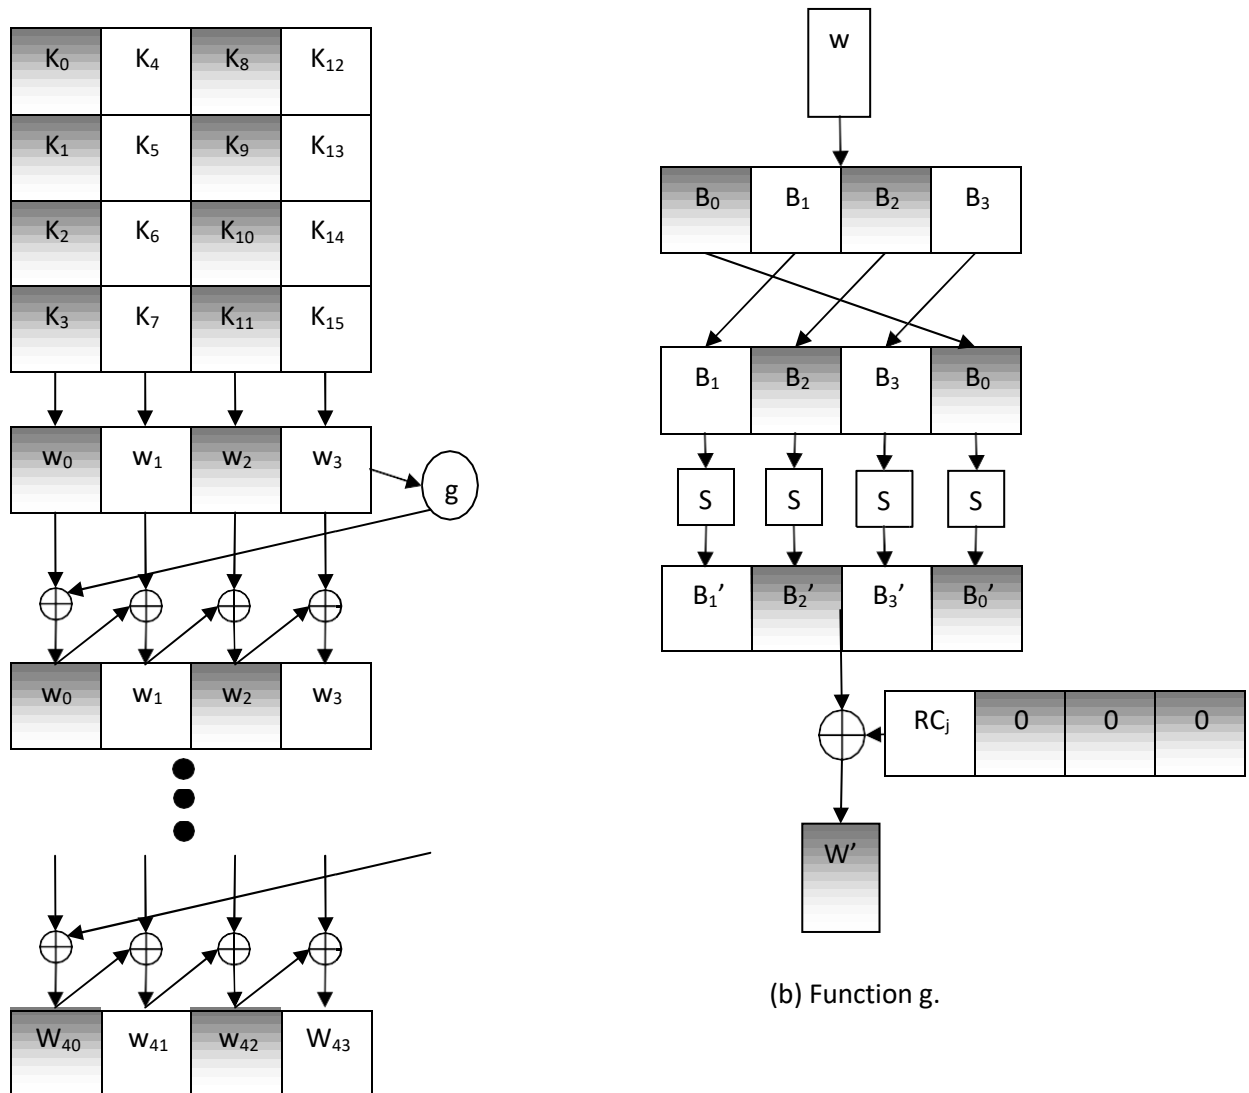 K₀ K₄ K₈ K₁₂
K₁ K₅ K₉ K₁₃
K₂ K₆ K₁₀ K₁₄
K₃ K₇ K₁₁ K₁₅
w₀ w₁ w₂ w₃
g
w₀ w₁ w₂ w₃
W₄₀ w₄₁ w₄₂ W₄₃
w
B₀ B₁ B₂ B₃
B₁ B₂ B₃ B₀
S S S S
B₁’ B₂’ B₃’ B₀’
RCⱼ 0 0 0
W’
(b) Function g.